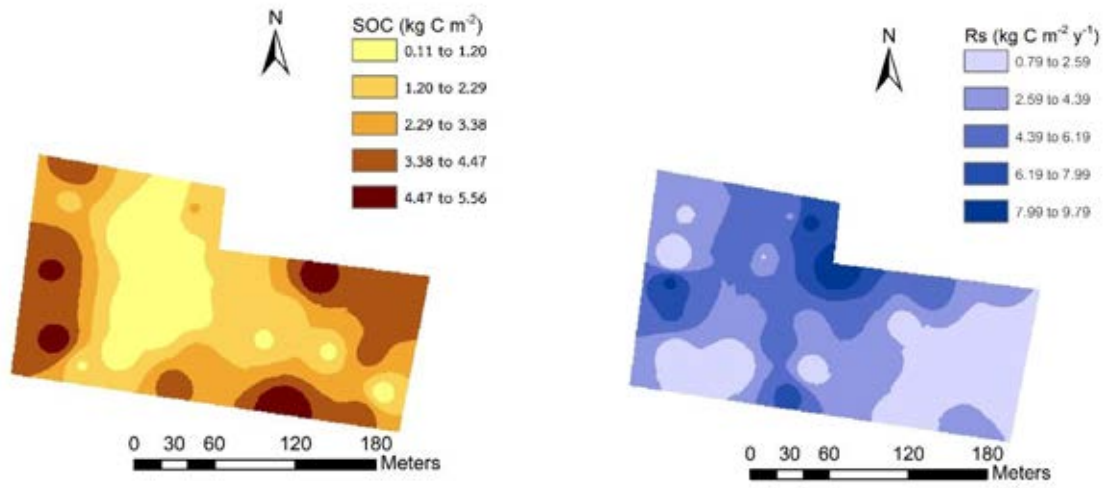 N
SOC (kg C m⁻²)
0.11 to 1.20
1.20 to 2.29
2.29 to 3.38
3.38 to 4.47
4.47 to 5.56
0 30 60 120 180
Meters
N
Rs (kg C m⁻² y⁻¹)
0.79 to 2.59
2.59 to 4.39
4.39 to 6.19
6.19 to 7.99
7.99 to 9.79
0 30 60 120 180
Meters